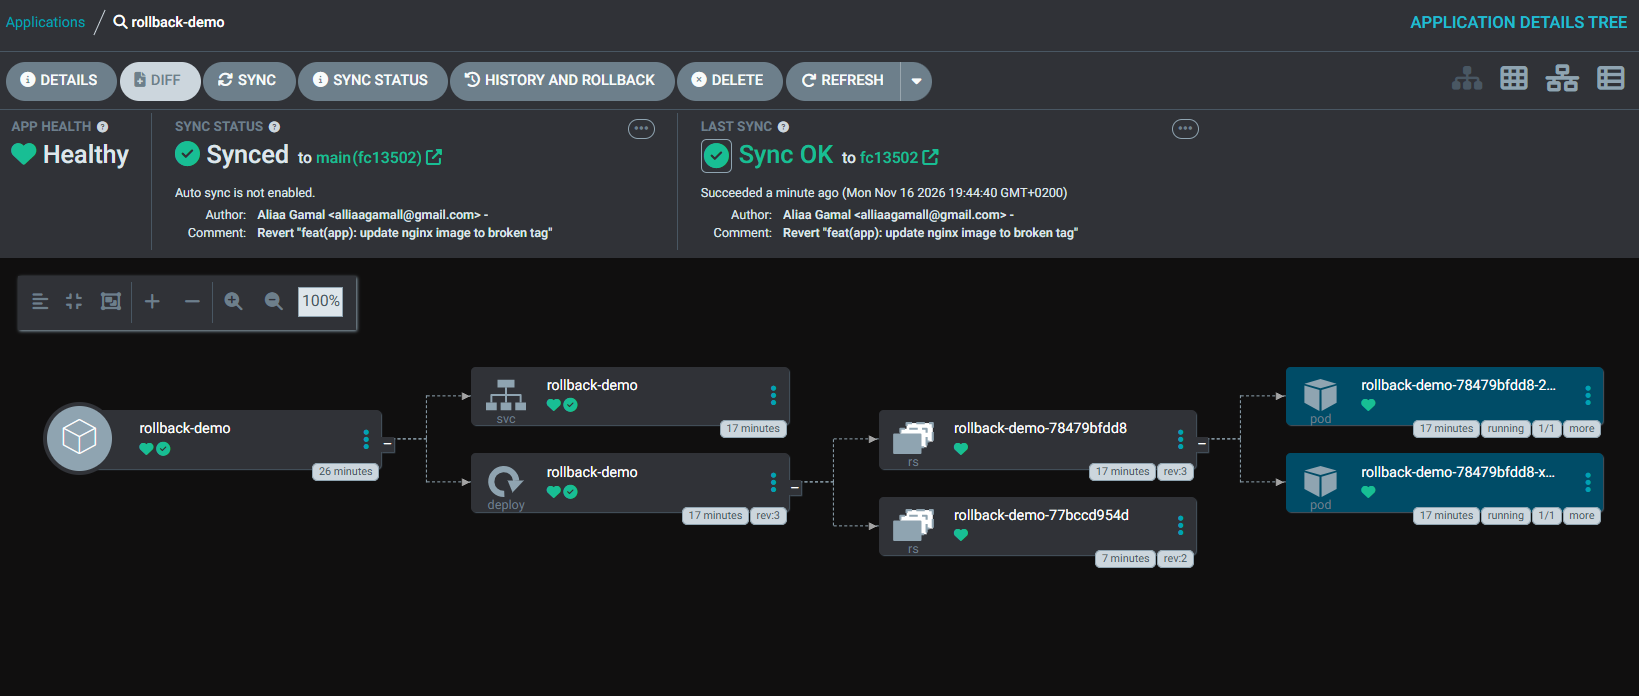 Applications / rollback-demo
APPLICATION DETAILS TREE
DETAILS
DIFF
SYNC
SYNC STATUS
HISTORY AND ROLLBACK
DELETE
REFRESH
APP HEALTH
Healthy
SYNC STATUS
Synced to main (fc13502)
Auto sync is not enabled.
Author: Aliaa Gamal <alliaagamall@gmail.com> -
Comment: Revert "feat(app): update nginx image to broken tag"
LAST SYNC
Sync OK to fc13502
Succeeded a minute ago (Mon Nov 16 2026 19:44:40 GMT+0200)
Author: Aliaa Gamal <alliaagamall@gmail.com> -
Comment: Revert "feat(app): update nginx image to broken tag"
100%
rollback-demo
26 minutes
svc
rollback-demo
17 minutes
deploy
rollback-demo
17 minutes
rev:3
rs
rollback-demo-78479bfdd8
17 minutes
rev:3
rs
rollback-demo-77bccd954d
7 minutes
rev:2
pod
rollback-demo-78479bfdd8-2...
17 minutes
running
1/1
more
pod
rollback-demo-78479bfdd8-x...
17 minutes
running
1/1
more